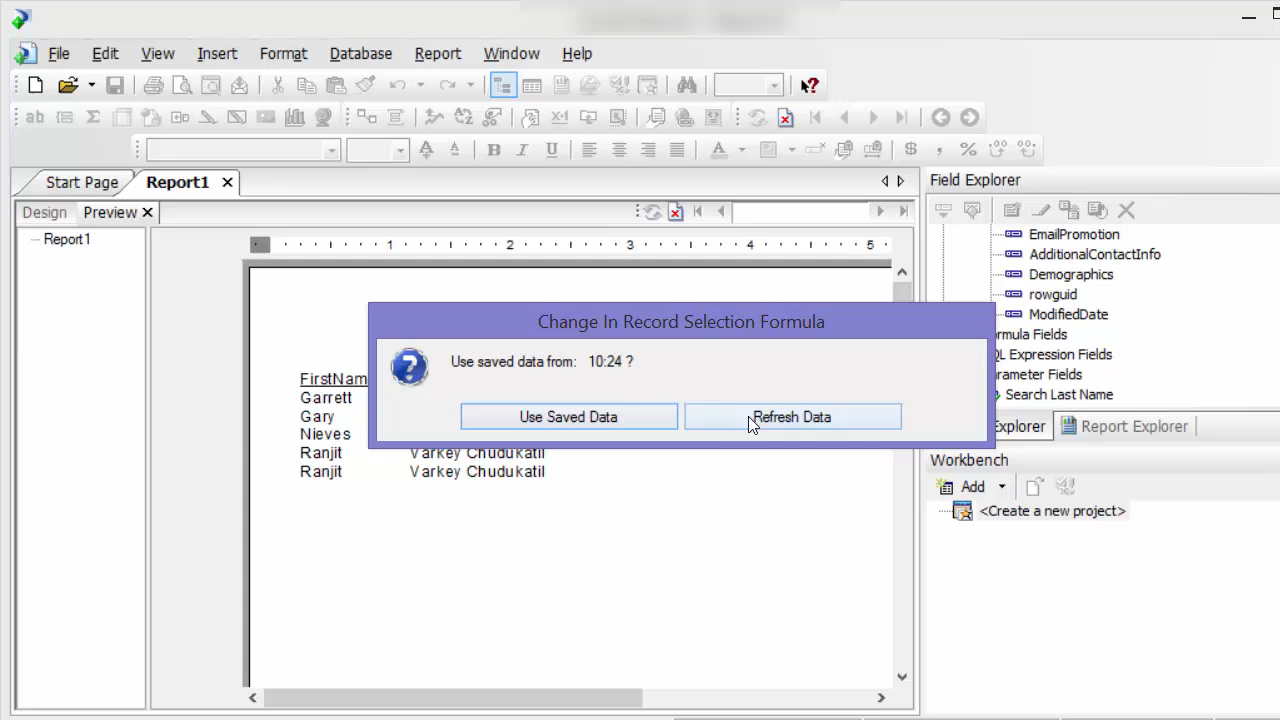 File Edit View Insert Format Database Report Window Help
Start Page Report1
Design Preview
Report1
1 2 3 4 5
FirstNam
Garrett
Gary
Nieves
Ranjit Varkey Chudukatil
Ranjit Varkey Chudukatil
Change In Record Selection Formula
Use saved data from: 10:24 ?
Use Saved Data Refresh Data
Field Explorer
EmailPromotion
AdditionalContactInfo
Demographics
rowguid
ModifiedDate
rmula Fields
QL Expression Fields
rameter Fields
Search Last Name
Explorer Report Explorer
Workbench
Add
<Create a new project>